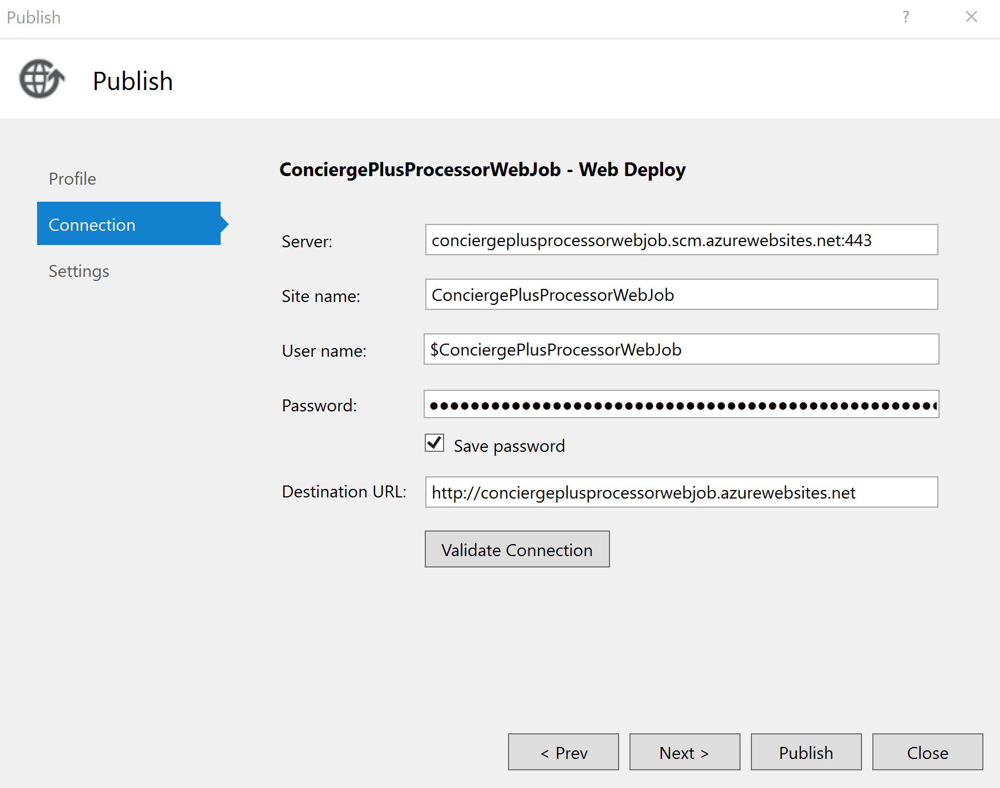 Publish
?
Publish
Profile
Connection
Settings
ConciergePlusProcessorWebJob - Web Deploy
Server: conciergeplusprocessorwebjob.scm.azurewebsites.net:443
Site name: ConciergePlusProcessorWebJob
User name: $ConciergePlusProcessorWebJob
Password:
Save password
Destination URL: http://conciergeplusprocessorwebjob.azurewebsites.net
Validate Connection
< Prev Next > Publish Close